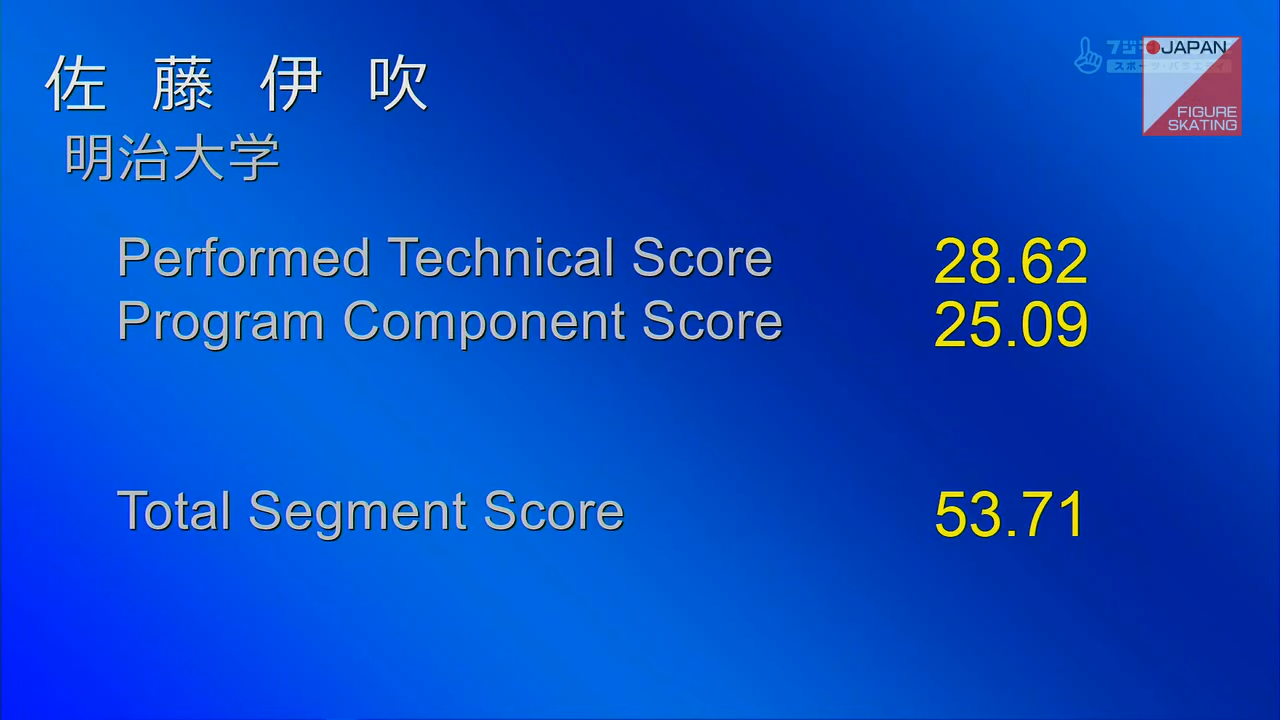 佐藤伊吹
明治大学
JAPAN
FIGURE
SKATING
Performed Technical Score 28.62
Program Component Score 25.09
Total Segment Score 53.71